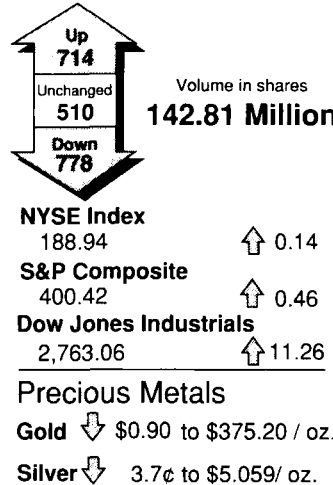 Up
714
Unchanged
510
Down
778
Volume in shares
142.81 Million
NYSE Index
188.94 0.14
S&P Composite
400.42 0.46
Dow Jones Industrials
2,763.06 11.26
Precious Metals
Gold $0.90 to $375.20 / oz.
Silver 3.7¢ to $5.059/ oz.